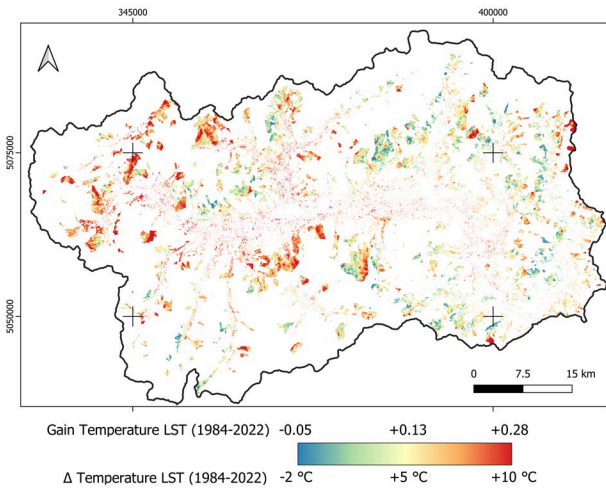 345000 400000
5075000
5050000
0 7.5 15 km
Gain Temperature LST (1984-2022) -0.05 +0.13 +0.28
Δ Temperature LST (1984-2022) -2 °C +5 °C +10 °C